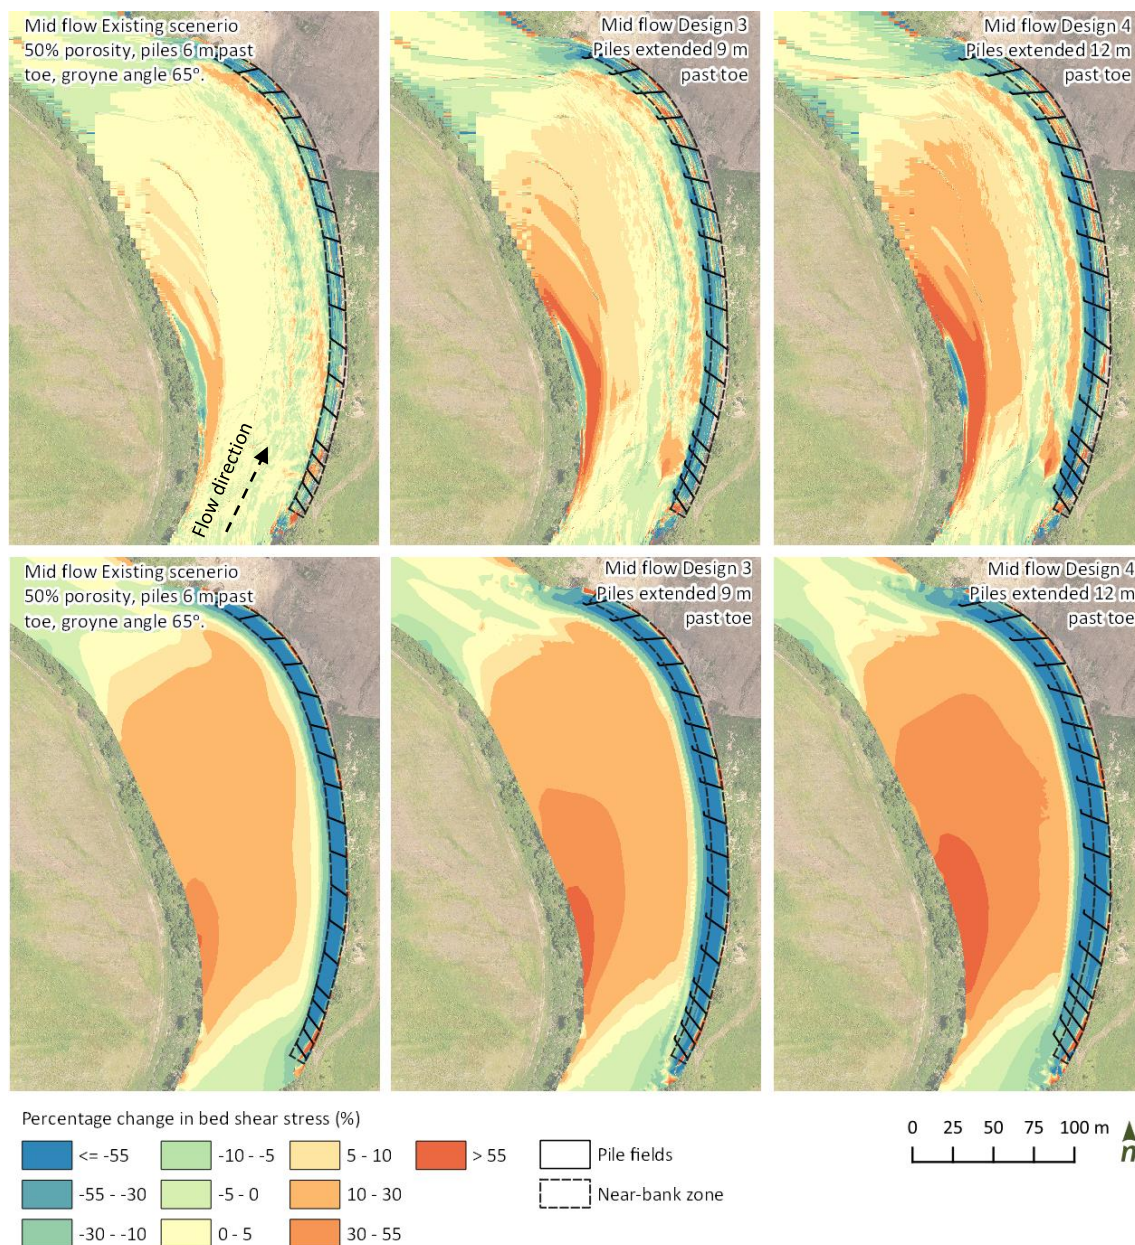 Mid flow Existing scenerio
50% porosity, piles 6 m past
toe, groyne angle 65°.
Mid flow Design 3
Piles extended 9 m
past toe
Mid flow Design 4
Piles extended 12 m
past toe
Flow direction
Mid flow Existing scenerio
50% porosity, piles 6 m past
toe, groyne angle 65°.
Mid flow Design 3
Piles extended 9 m
past toe
Mid flow Design 4
Piles extended 12 m
past toe
Percentage change in bed shear stress (%)
<= -55
-10 - -5
5 - 10
> 55
Pile fields
-55 - -30
-5 - 0
10 - 30
Near-bank zone
-30 - -10
0 - 5
30 - 55
0 25 50 75 100 m
n